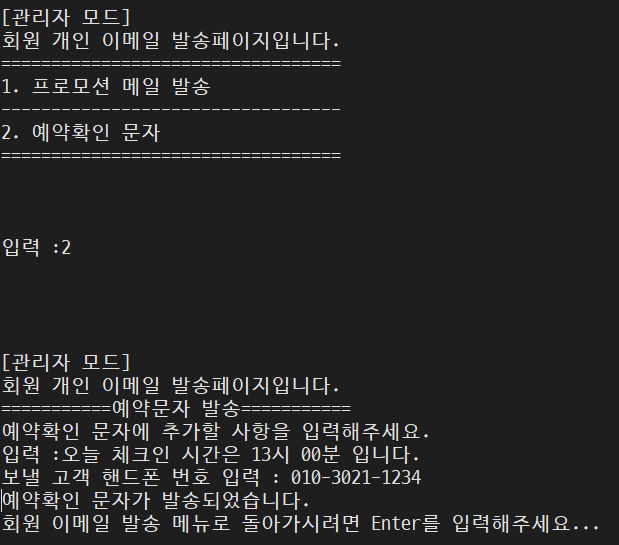 [관리자 모드]
회원 개인 이메일 발송페이지입니다.
==================================
1. 프로모션 메일 발송
----------------------------------
2. 예약확인 문자
==================================
입력 :2
[관리자 모드]
회원 개인 이메일 발송페이지입니다.
===========예약문자 발송===========
예약확인 문자에 추가할 사항을 입력해주세요.
입력 :오늘 체크인 시간은 13시 00분 입니다.
보낼 고객 핸드폰 번호 입력 : 010-3021-1234
예약확인 문자가 발송되었습니다.
회원 이메일 발송 메뉴로 돌아가시려면 Enter를 입력해주세요...